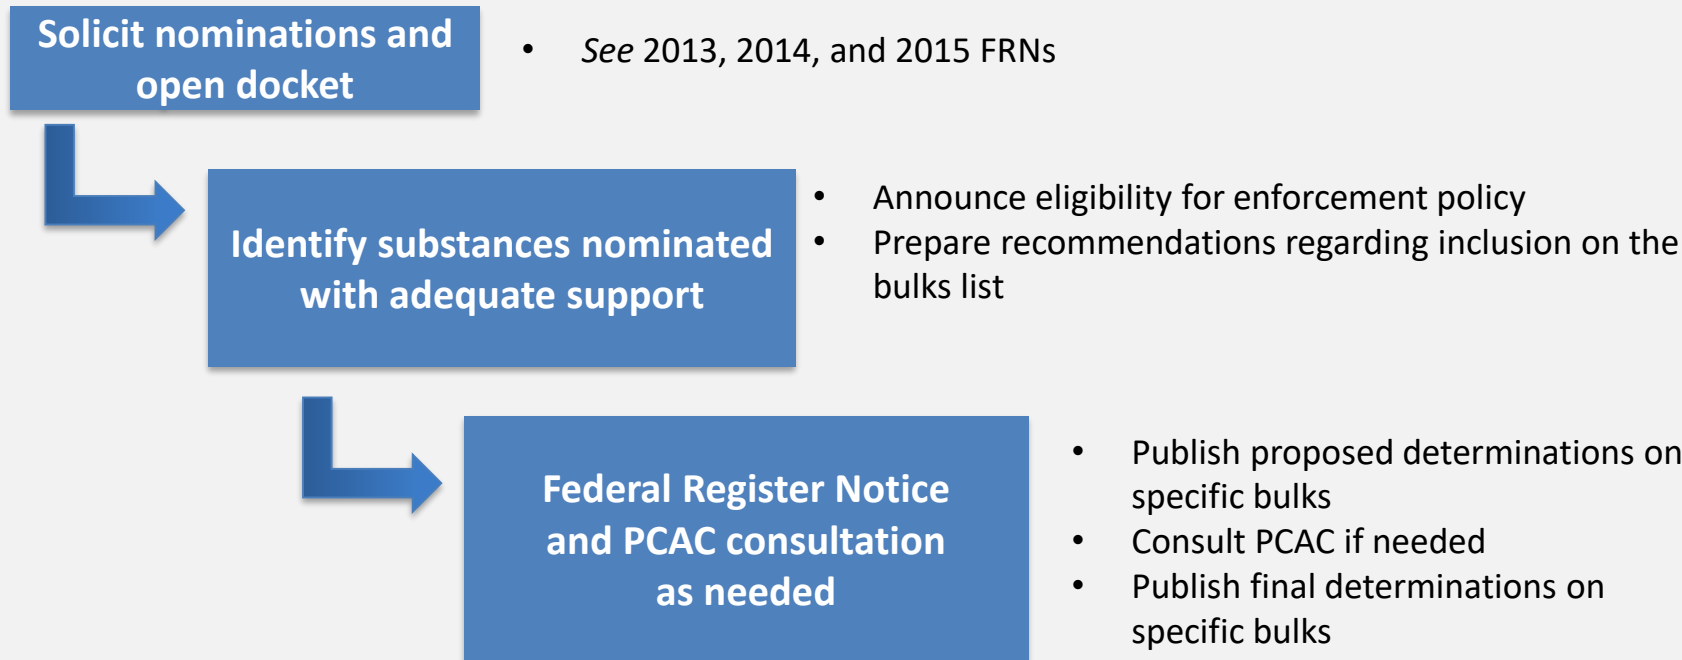 Solicit nominations and
open docket
• See 2013, 2014, and 2015 FRNs
Identify substances nominated
with adequate support
• Announce eligibility for enforcement policy
• Prepare recommendations regarding inclusion on the
bulks list
Federal Register Notice
and PCAC consultation
as needed
• Publish proposed determinations on
specific bulks
• Consult PCAC if needed
• Publish final determinations on
specific bulks